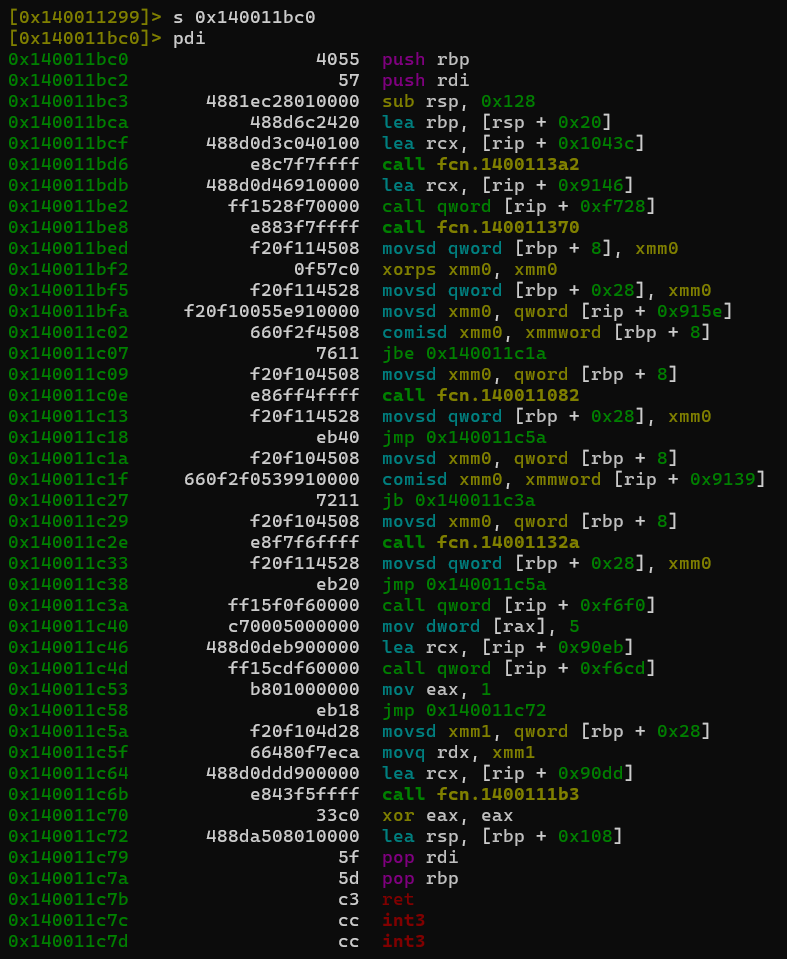 [0x140011299]> s 0x140011bc0
[0x140011bc0]> pdi
0x140011bc0 4055 push rbp
0x140011bc2 57 push rdi
0x140011bc3 4881ec28010000 sub rsp, 0x128
0x140011bca 488d6c2420 lea rbp, [rsp + 0x20]
0x140011bcf 488d0d3c040100 lea rcx, [rip + 0x1043c]
0x140011bd6 e8c7f7ffff call fcn.1400113a2
0x140011bdb 488d0d46910000 lea rcx, [rip + 0x9146]
0x140011be2 ff1528f70000 call qword [rip + 0xf728]
0x140011be8 e883f7ffff call fcn.140011370
0x140011bed f20f114508 movsd qword [rbp + 8], xmm0
0x140011bf2 0f57c0 xorps xmm0, xmm0
0x140011bf5 f20f114528 movsd qword [rbp + 0x28], xmm0
0x140011bfa f20f10055e910000 movsd xmm0, qword [rip + 0x915e]
0x140011c02 660f2f4508 comisd xmm0, xmmword [rbp + 8]
0x140011c07 7611 jbe 0x140011c1a
0x140011c09 f20f104508 movsd xmm0, qword [rbp + 8]
0x140011c0e e86ff4ffff call fcn.140011082
0x140011c13 f20f114528 movsd qword [rbp + 0x28], xmm0
0x140011c18 eb40 jmp 0x140011c5a
0x140011c1a f20f104508 movsd xmm0, qword [rbp + 8]
0x140011c1f 660f2f0539910000 comisd xmm0, xmmword [rip + 0x9139]
0x140011c27 7211 jb 0x140011c3a
0x140011c29 f20f104508 movsd xmm0, qword [rbp + 8]
0x140011c2e e8f7f6ffff call fcn.14001132a
0x140011c33 f20f114528 movsd qword [rbp + 0x28], xmm0
0x140011c38 eb20 jmp 0x140011c5a
0x140011c3a ff15f0f60000 call qword [rip + 0xf6f0]
0x140011c40 c70005000000 mov dword [rax], 5
0x140011c46 488d0deb900000 lea rcx, [rip + 0x90eb]
0x140011c4d ff15cdf60000 call qword [rip + 0xf6cd]
0x140011c53 b801000000 mov eax, 1
0x140011c58 eb18 jmp 0x140011c72
0x140011c5a f20f104d28 movsd xmm1, qword [rbp + 0x28]
0x140011c5f 66480f7eca movq rdx, xmm1
0x140011c64 488d0ddd900000 lea rcx, [rip + 0x90dd]
0x140011c6b e843f5ffff call fcn.1400111b3
0x140011c70 33c0 xor eax, eax
0x140011c72 488da508010000 lea rsp, [rbp + 0x108]
0x140011c79 5f pop rdi
0x140011c7a 5d pop rbp
0x140011c7b c3 ret
0x140011c7c cc int3
0x140011c7d cc int3